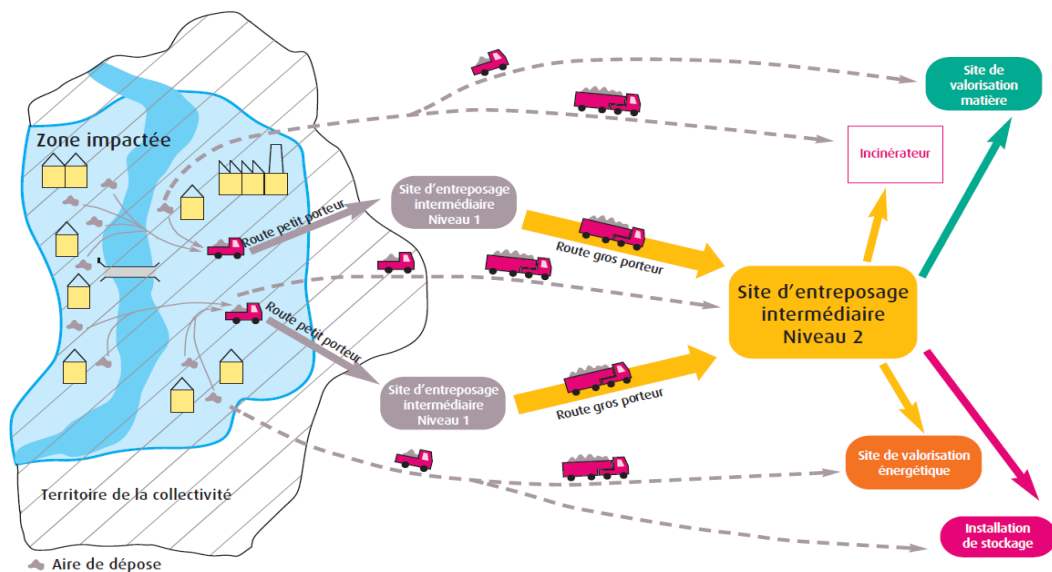 Zone impactée
Route petit porteur
Site d'entreposage
intermédiaire
Niveau 1
Route gros porteur
Site de
valorisation
matière
Incinérateur
Route petit porteur
Site d'entreposage
intermédiaire
Niveau 2
Site d'entreposage
intermédiaire
Niveau 1
Route gros porteur
Site de valorisation
énergétique
Territoire de la collectivité
Installation
de stockage
Aire de dépose